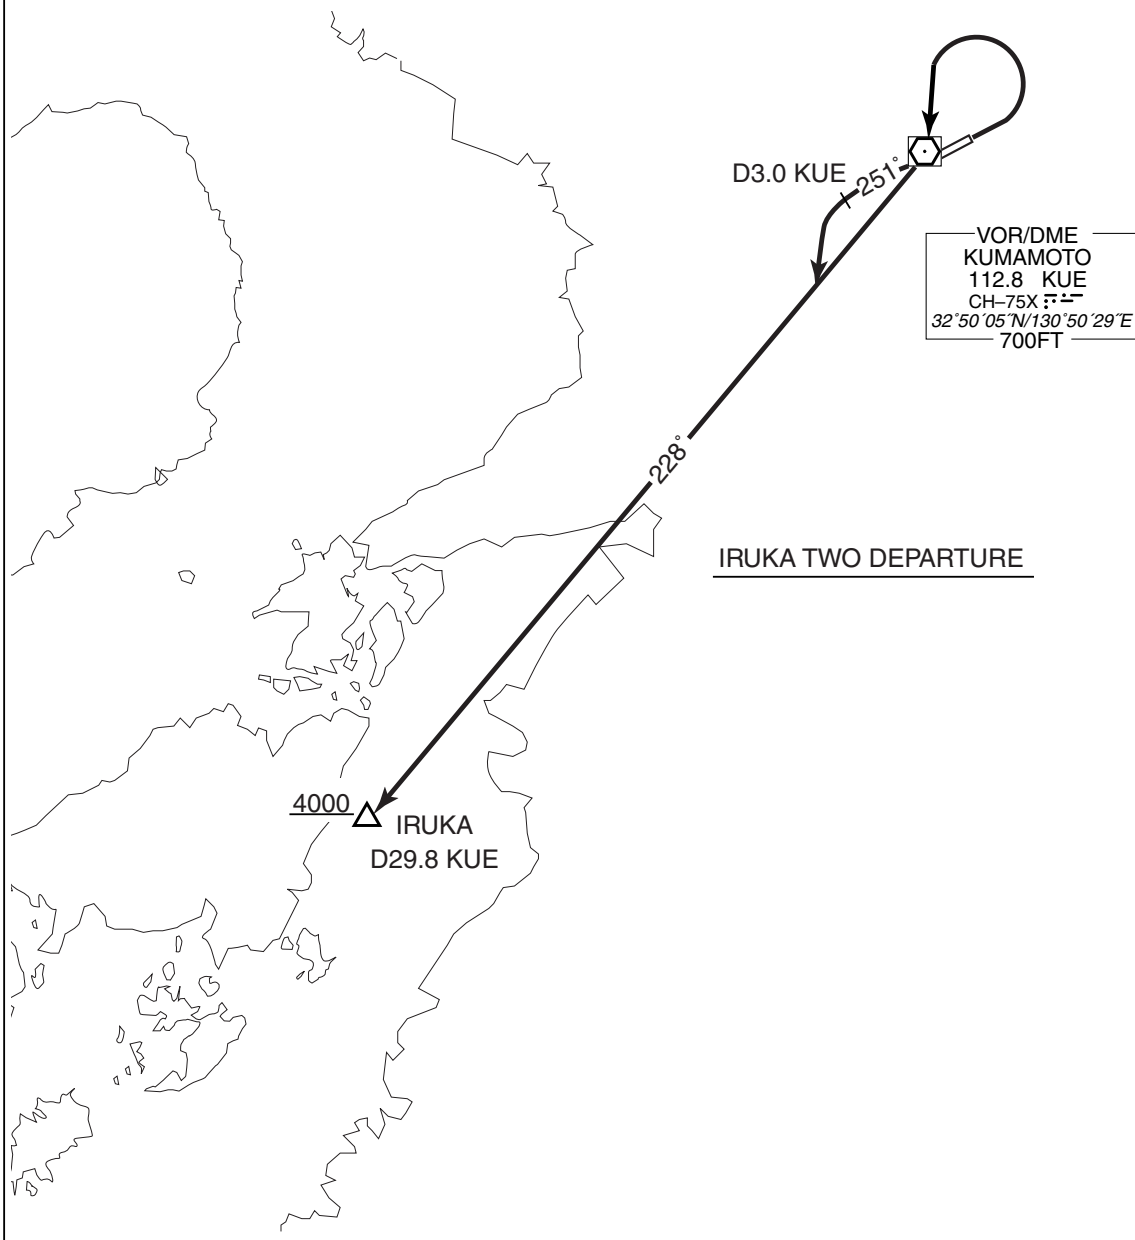 D3.0 KUE
251°
VOR/DME
KUMAMOTO
112.8 KUE
CH–75X
32°50´05˝N/130°50´29˝E
700FT
228°
IRUKA TWO DEPARTURE
4000
IRUKA
D29.8 KUE